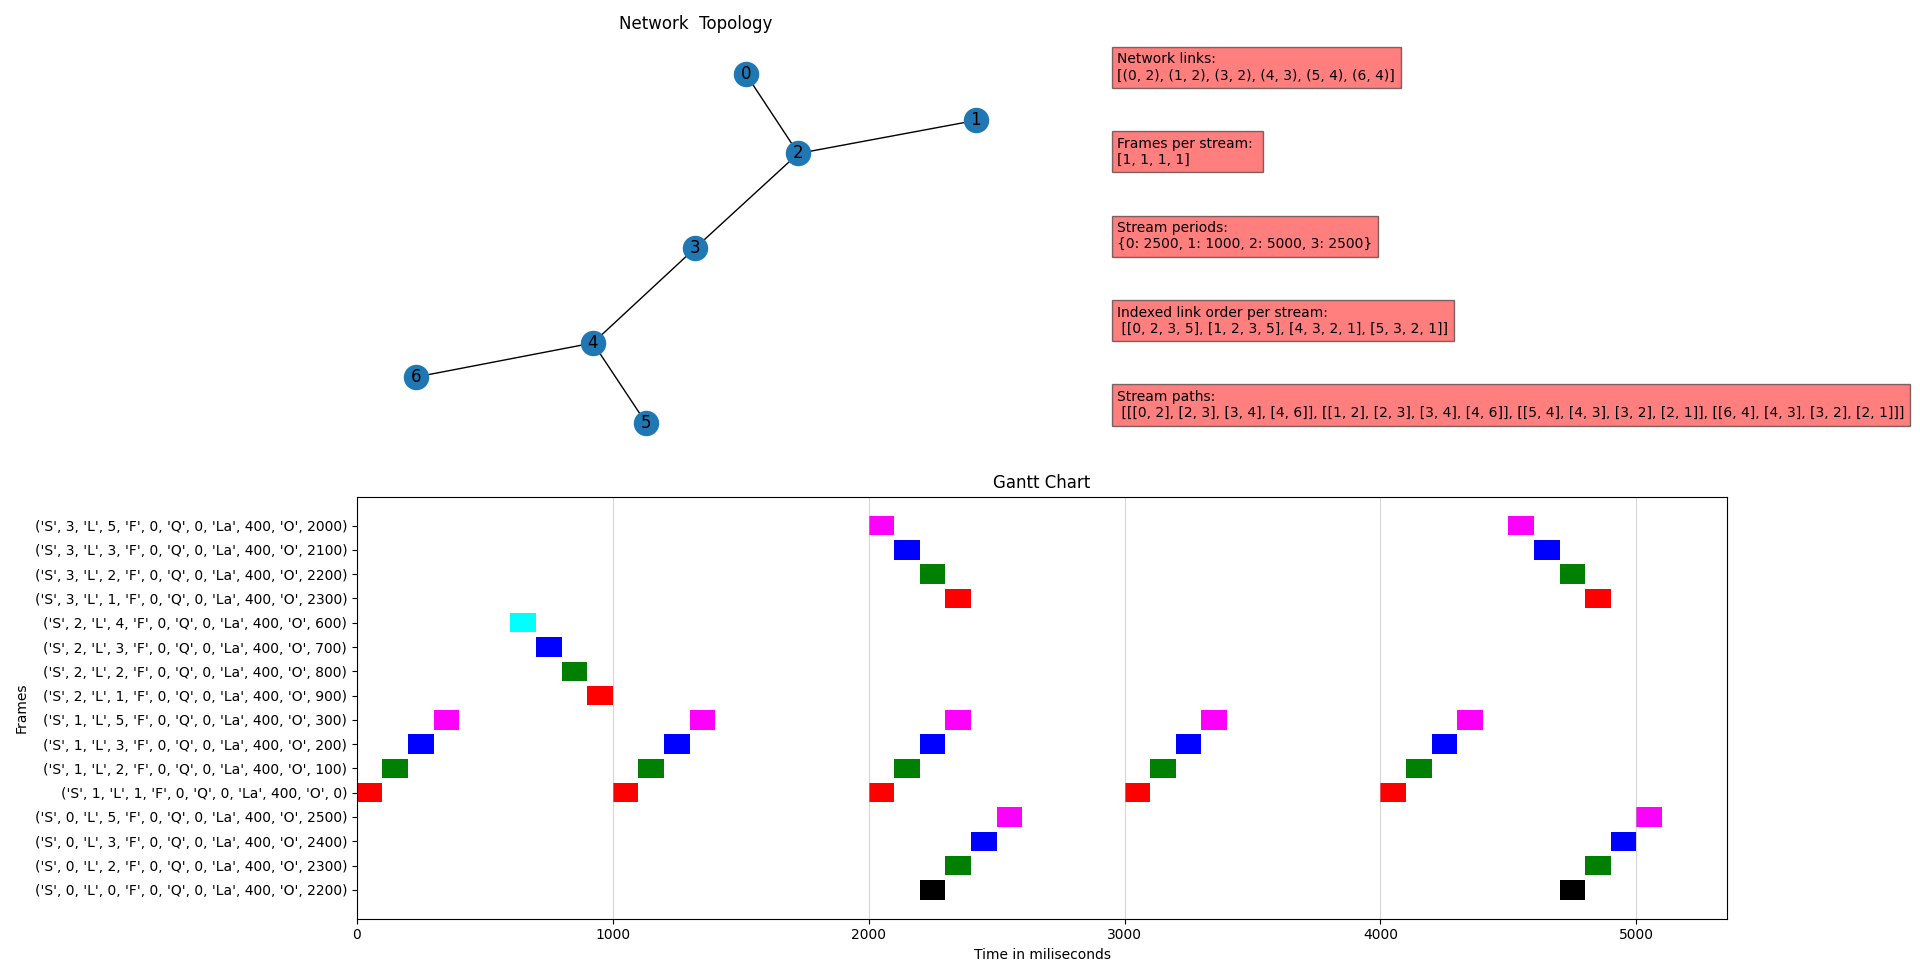 Network  Topology
0
1
2
3
4
6
5
Network links:
[(0, 2), (1, 2), (3, 2), (4, 3), (5, 4), (6, 4)]
Frames per stream:
[1, 1, 1, 1]
Stream periods:
{0: 2500, 1: 1000, 2: 5000, 3: 2500}
Indexed link order per stream:
[[0, 2, 3, 5], [1, 2, 3, 5], [4, 3, 2, 1], [5, 3, 2, 1]]
Stream paths:
[[[0, 2], [2, 3], [3, 4], [4, 6]], [[1, 2], [2, 3], [3, 4], [4, 6]], [[5, 4], [4, 3], [3, 2], [2, 1]], [[6, 4], [4, 3], [3, 2], [2, 1]]]
Gantt Chart
Frames
('S', 3, 'L', 5, 'F', 0, 'Q', 0, 'La', 400, 'O', 2000)
('S', 3, 'L', 3, 'F', 0, 'Q', 0, 'La', 400, 'O', 2100)
('S', 3, 'L', 2, 'F', 0, 'Q', 0, 'La', 400, 'O', 2200)
('S', 3, 'L', 1, 'F', 0, 'Q', 0, 'La', 400, 'O', 2300)
('S', 2, 'L', 4, 'F', 0, 'Q', 0, 'La', 400, 'O', 600)
('S', 2, 'L', 3, 'F', 0, 'Q', 0, 'La', 400, 'O', 700)
('S', 2, 'L', 2, 'F', 0, 'Q', 0, 'La', 400, 'O', 800)
('S', 2, 'L', 1, 'F', 0, 'Q', 0, 'La', 400, 'O', 900)
('S', 1, 'L', 5, 'F', 0, 'Q', 0, 'La', 400, 'O', 300)
('S', 1, 'L', 3, 'F', 0, 'Q', 0, 'La', 400, 'O', 200)
('S', 1, 'L', 2, 'F', 0, 'Q', 0, 'La', 400, 'O', 100)
('S', 1, 'L', 1, 'F', 0, 'Q', 0, 'La', 400, 'O', 0)
('S', 0, 'L', 5, 'F', 0, 'Q', 0, 'La', 400, 'O', 2500)
('S', 0, 'L', 3, 'F', 0, 'Q', 0, 'La', 400, 'O', 2400)
('S', 0, 'L', 2, 'F', 0, 'Q', 0, 'La', 400, 'O', 2300)
('S', 0, 'L', 0, 'F', 0, 'Q', 0, 'La', 400, 'O', 2200)
0 1000 2000 3000 4000 5000
Time in miliseconds